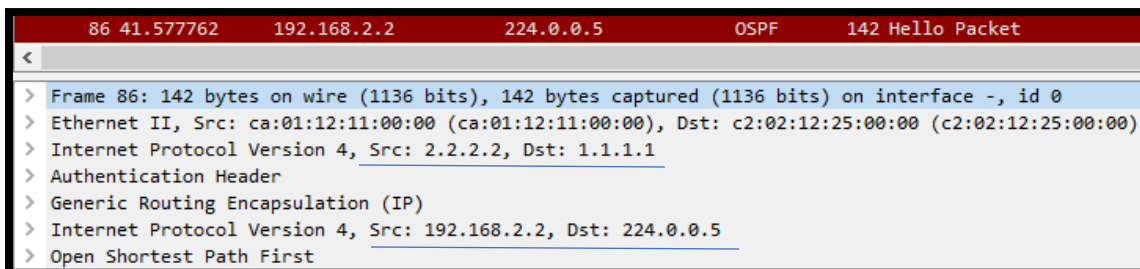 86 41.577762 192.168.2.2 224.0.0.5 OSPF 142 Hello Packet
Frame 86: 142 bytes on wire (1136 bits), 142 bytes captured (1136 bits) on interface -, id 0
Ethernet II, Src: ca:01:12:11:00:00 (ca:01:12:11:00:00), Dst: c2:02:12:25:00:00 (c2:02:12:25:00:00)
Internet Protocol Version 4, Src: 2.2.2.2, Dst: 1.1.1.1
Authentication Header
Generic Routing Encapsulation (IP)
Internet Protocol Version 4, Src: 192.168.2.2, Dst: 224.0.0.5
Open Shortest Path First